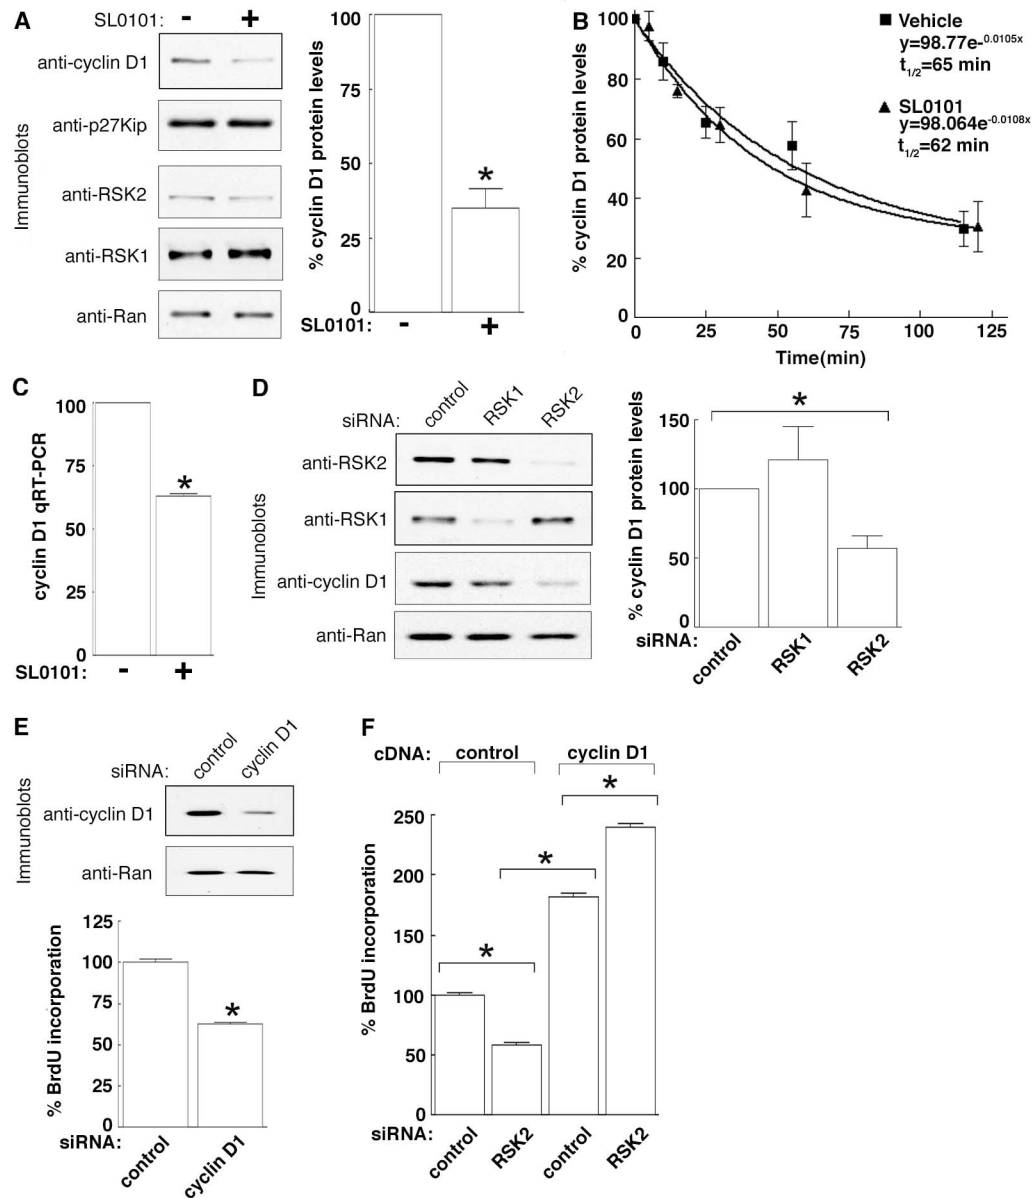 A
SL0101: - +
anti-cyclin D1
anti-p27Kip
anti-RSK2
anti-RSK1
anti-Ran
Immunoblots
% cyclin D1 protein levels
100
75
50
25
0
*
SL0101: - +
B
% cyclin D1 protein levels
100
80
60
40
20
0
0 25 50 75 100 125
Time(min)
Vehicle
y=98.77e-0.0105x
t1/2=65 min
SL0101
y=98.064e-0.0108x
t1/2=62 min
C
cyclin D1 qRT-PCR
100
75
50
25
0
*
SL0101: - +
D
siRNA: control RSK1 RSK2
anti-RSK2
anti-RSK1
anti-cyclin D1
anti-Ran
Immunoblots
% cyclin D1 protein levels
150
100
50
0
*
siRNA: control RSK1 RSK2
E
siRNA: control cyclin D1
anti-cyclin D1
anti-Ran
Immunoblots
% BrdU incorporation
125
100
75
50
25
0
*
siRNA: control cyclin D1
F
cDNA: control cyclin D1
% BrdU incorporation
250
200
150
100
50
0
*
*
*
siRNA: control RSK2 control RSK2